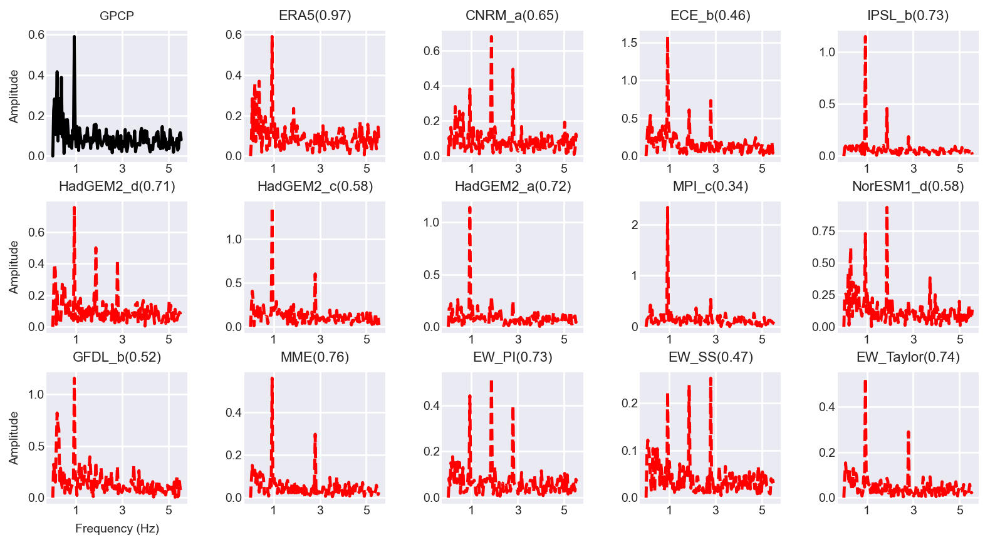 GPCP ERA5(0.97) CNRM_a(0.65) ECE_b(0.46) IPSL_b(0.73)
Amplitude
0.6 0.4 0.2 0.0
1 3 5
0.6 0.4 0.2 0.0
1 3 5
0.6 0.4 0.2 0.0
1 3 5
1.5 1.0 0.5 0.0
1 3 5
1.0 0.5 0.0
1 3 5
HadGEM2_d(0.71) HadGEM2_c(0.58) HadGEM2_a(0.72) MPI_c(0.34) NorESM1_d(0.58)
Amplitude
0.6 0.4 0.2 0.0
1 3 5
1.0 0.5 0.0
1 3 5
1.0 0.5 0.0
1 3 5
2 1 0
1 3 5
0.75 0.50 0.25 0.00
1 3 5
GFDL_b(0.52) MME(0.76) EW_PI(0.73) EW_SS(0.47) EW_Taylor(0.74)
Amplitude
1.0 0.5 0.0
1 3 5
0.4 0.2 0.0
1 3 5
0.4 0.2 0.0
1 3 5
0.2 0.1 0.0
1 3 5
0.4 0.2 0.0
1 3 5
Frequency (Hz)